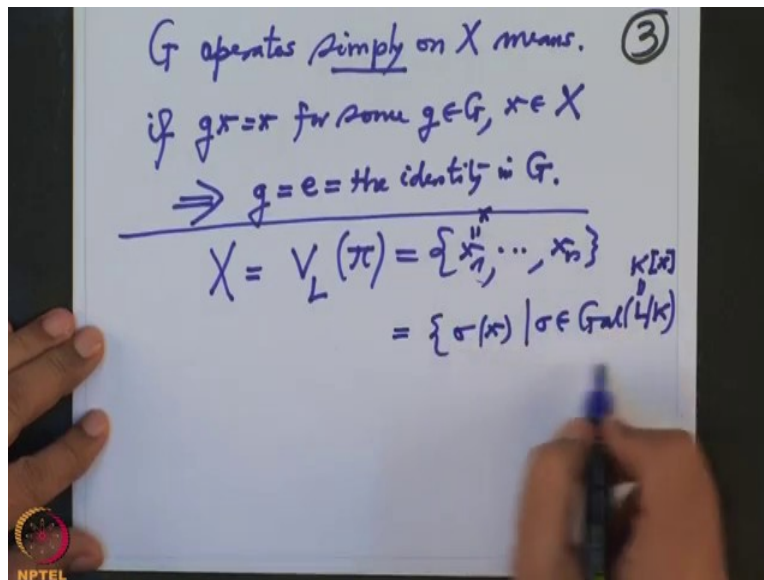 G operates simply on X means. ③
if gx=x for some g∈G, x∈X
⇒ g=e=the identity in G.
X = V_L(π) = {x_1, ⋯, x_n}
x
"
K[x]
"
= {σ(x) | σ∈Gal(L/K)
NPTEL